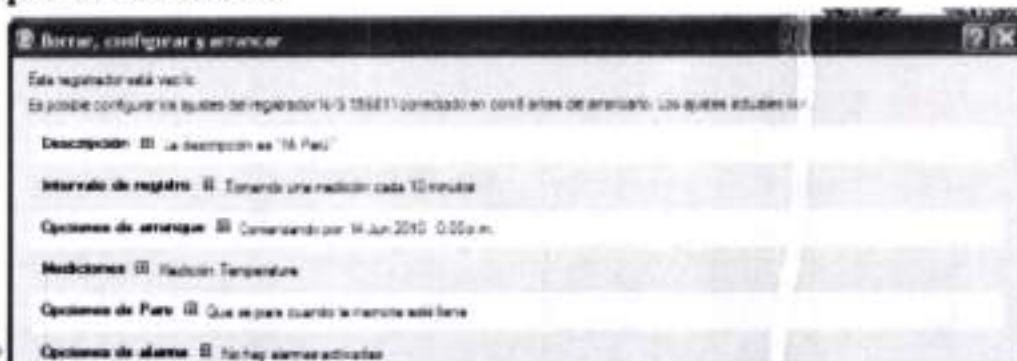 Borrar, configurar y arrancar
Este registrador está vacío.
Es posible configurar los ajustes del registrador N/S conectado en antes de arrancarlo. Los ajustes actuales
Descripción La descripción es
Intervalo de registro Tomando una medición cada 10 minutos
Opciones de arranque Comenzando por 14 Jun 2010
Mediciones Medición Temperatura
Opciones de Paro Que se pare cuando la memoria está llena
Opciones de alarma No hay alarmas activadas